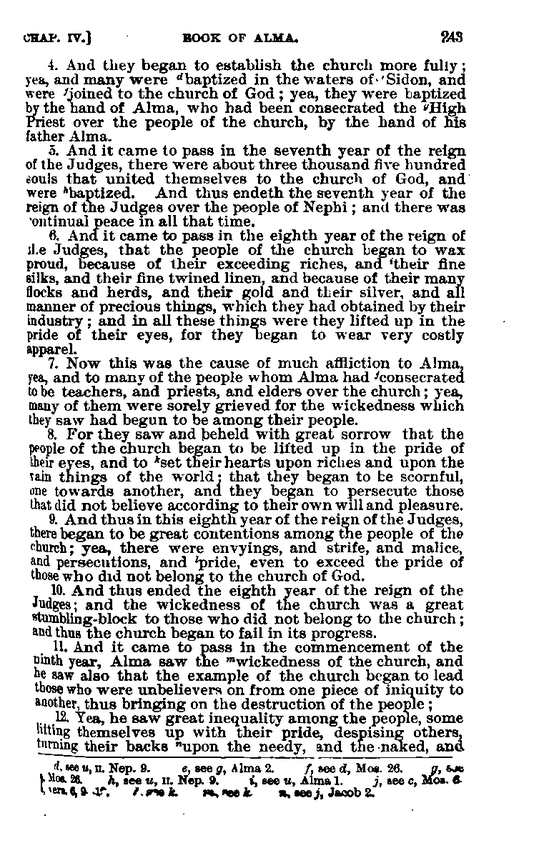 CHAP. IV.] BOOK OF ALMA. 243
4. And they began to establish the church more fully;
yea, and many were dbaptized in the waters of Sidon, and
were joined to the church of God; yea, they were baptized
by the hand of Alma, who had been consecrated the gHigh
Priest over the people of the church, by the hand of his
father Alma.
5. And it came to pass in the seventh year of the reign
of the Judges, there were about three thousand five hundred
souls that united themselves to the church of God, and
were hbaptized. And thus endeth the seventh year of the
reign of the Judges over the people of Nephi; and there was
continual peace in all that time.
6. And it came to pass in the eighth year of the reign of
the Judges, that the people of the church began to wax
proud, because of their exceeding riches, and itheir fine
silks, and their fine twined linen, and because of their many
flocks and herds, and their gold and their silver, and all
manner of precious things, which they had obtained by their
industry; and in all these things were they lifted up in the
pride of their eyes, for they began to wear very costly
apparel.
7. Now this was the cause of much affliction to Alma,
yea, and to many of the people whom Alma had jconsecrated
to be teachers, and priests, and elders over the church; yea,
many of them were sorely grieved for the wickedness which
they saw had begun to be among their people.
8. For they saw and beheld with great sorrow that the
people of the church began to be lifted up in the pride of
their eyes, and to kset their hearts upon riches and upon the
vain things of the world; that they began to be scornful,
one towards another, and they began to persecute those
that did not believe according to their own will and pleasure.
9. And thus in this eighth year of the reign of the Judges,
there began to be great contentions among the people of the
church; yea, there were envyings, and strife, and malice,
and persecutions, and lpride, even to exceed the pride of
those who did not belong to the church of God.
10. And thus ended the eighth year of the reign of the
Judges; and the wickedness of the church was a great
stumbling-block to those who did not belong to the church;
and thus the church began to fail in its progress.
11. And it came to pass in the commencement of the
ninth year, Alma saw the mwickedness of the church, and
he saw also that the example of the church began to lead
those who were unbelievers on from one piece of iniquity to
another, thus bringing on the destruction of the people;
12. Yea, he saw great inequality among the people, some
lifting themselves up with their pride, despising others,
turning their backs nupon the needy, and the naked, and
d, see u, II. Nep. 9. e, see g, Alma 2. f, see d, Mos. 26. g, see
Mos. 26. h, see u, II. Nep. 9. i, see u, Alma 1. j, see c, Mos. 6.
vers. 6, 9. l, see k. m, see k. n, see j, Jacob 2.